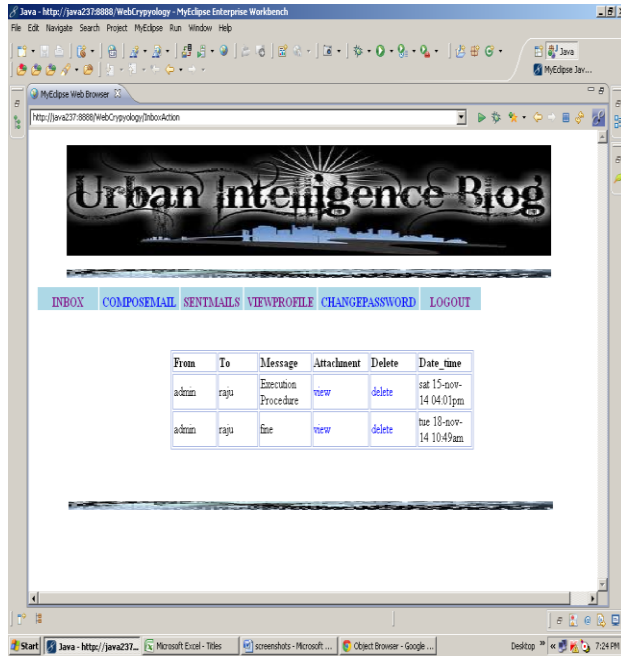 Java - http://java237:8888/WebCrypyology - MyEclipse Enterprise Workbench
File Edit Navigate Search Project MyEclipse Run Window Help
Java
MyEclipse Jav...
MyEclipse Web Browser
http://java237:8888/WebCrypyology/InboxAction
Urban Intelligence Blog
INBOX COMPOSEMAIL SENTMAILS VIEWPROFILE CHANGEPASSWORD LOGOUT
From To Message Attachment Delete Date_time
admin raju Execution Procedure view delete sat 15-nov-14 04:01pm
admin raju fine view delete tue 18-nov-14 10:49am
Start Java - http://java237... Microsoft Excel - Titles screenshots - Microsoft ... Object Browser - Google ... Desktop » « 7:24 PM